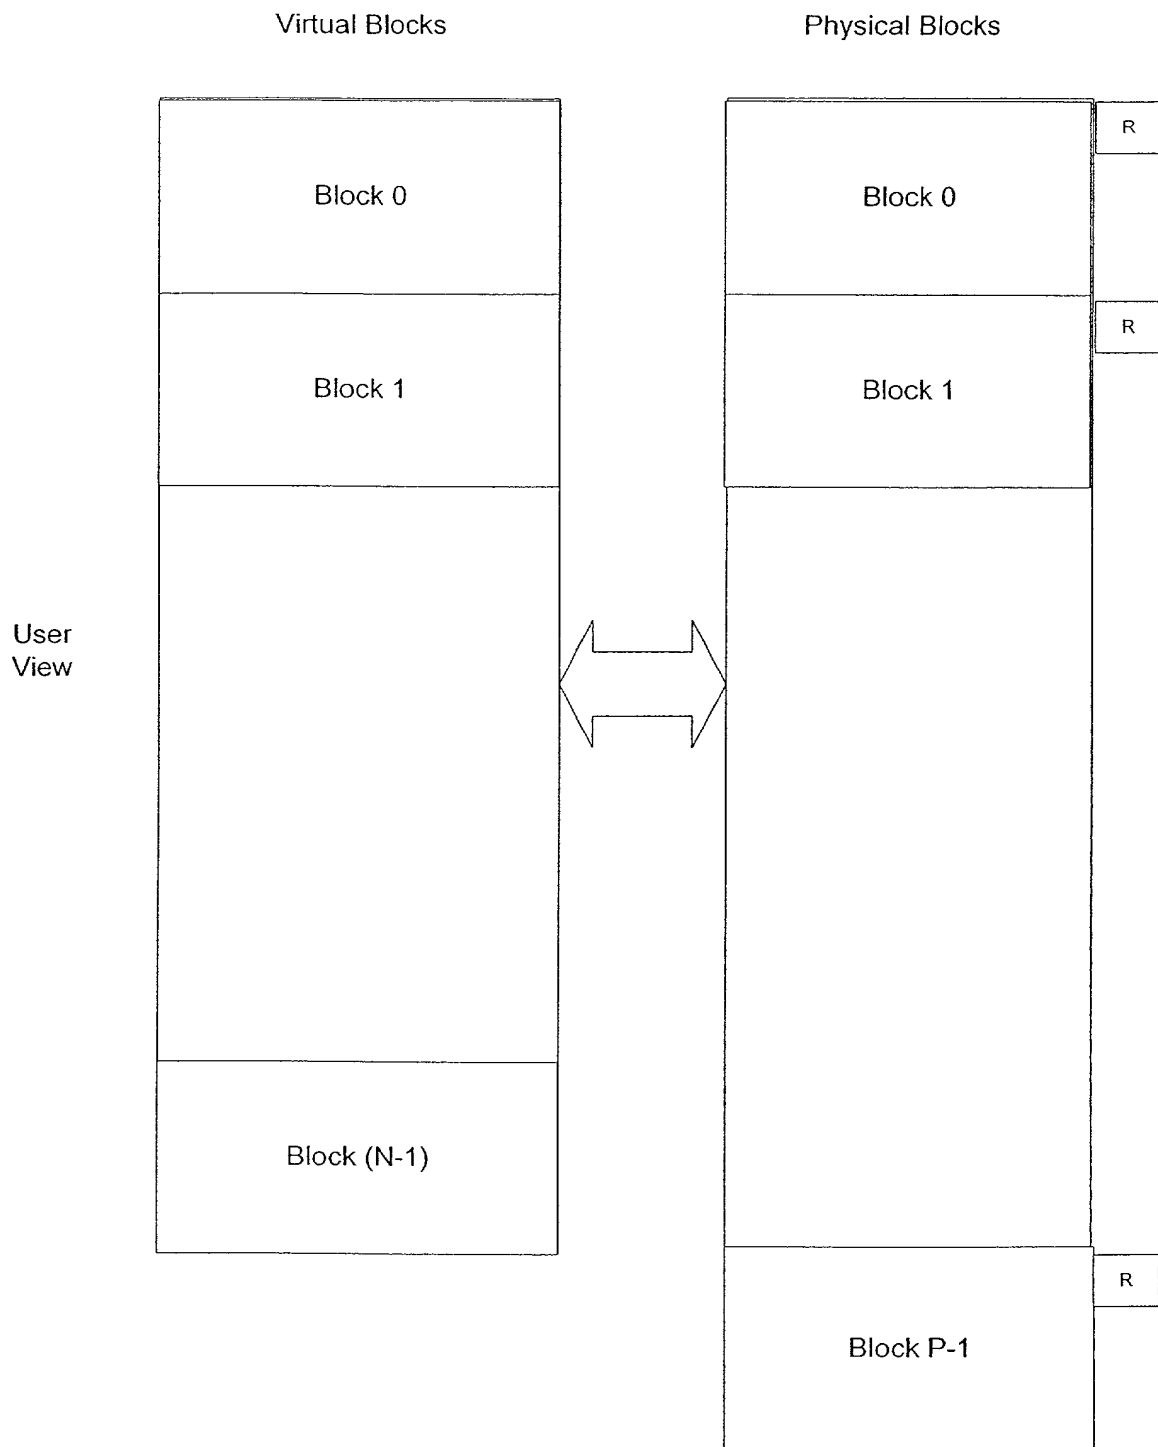 Virtual Blocks
Physical Blocks
Block 0
Block 0
R
Block 1
Block 1
R
User
View
Block (N-1)
R
Block P-1